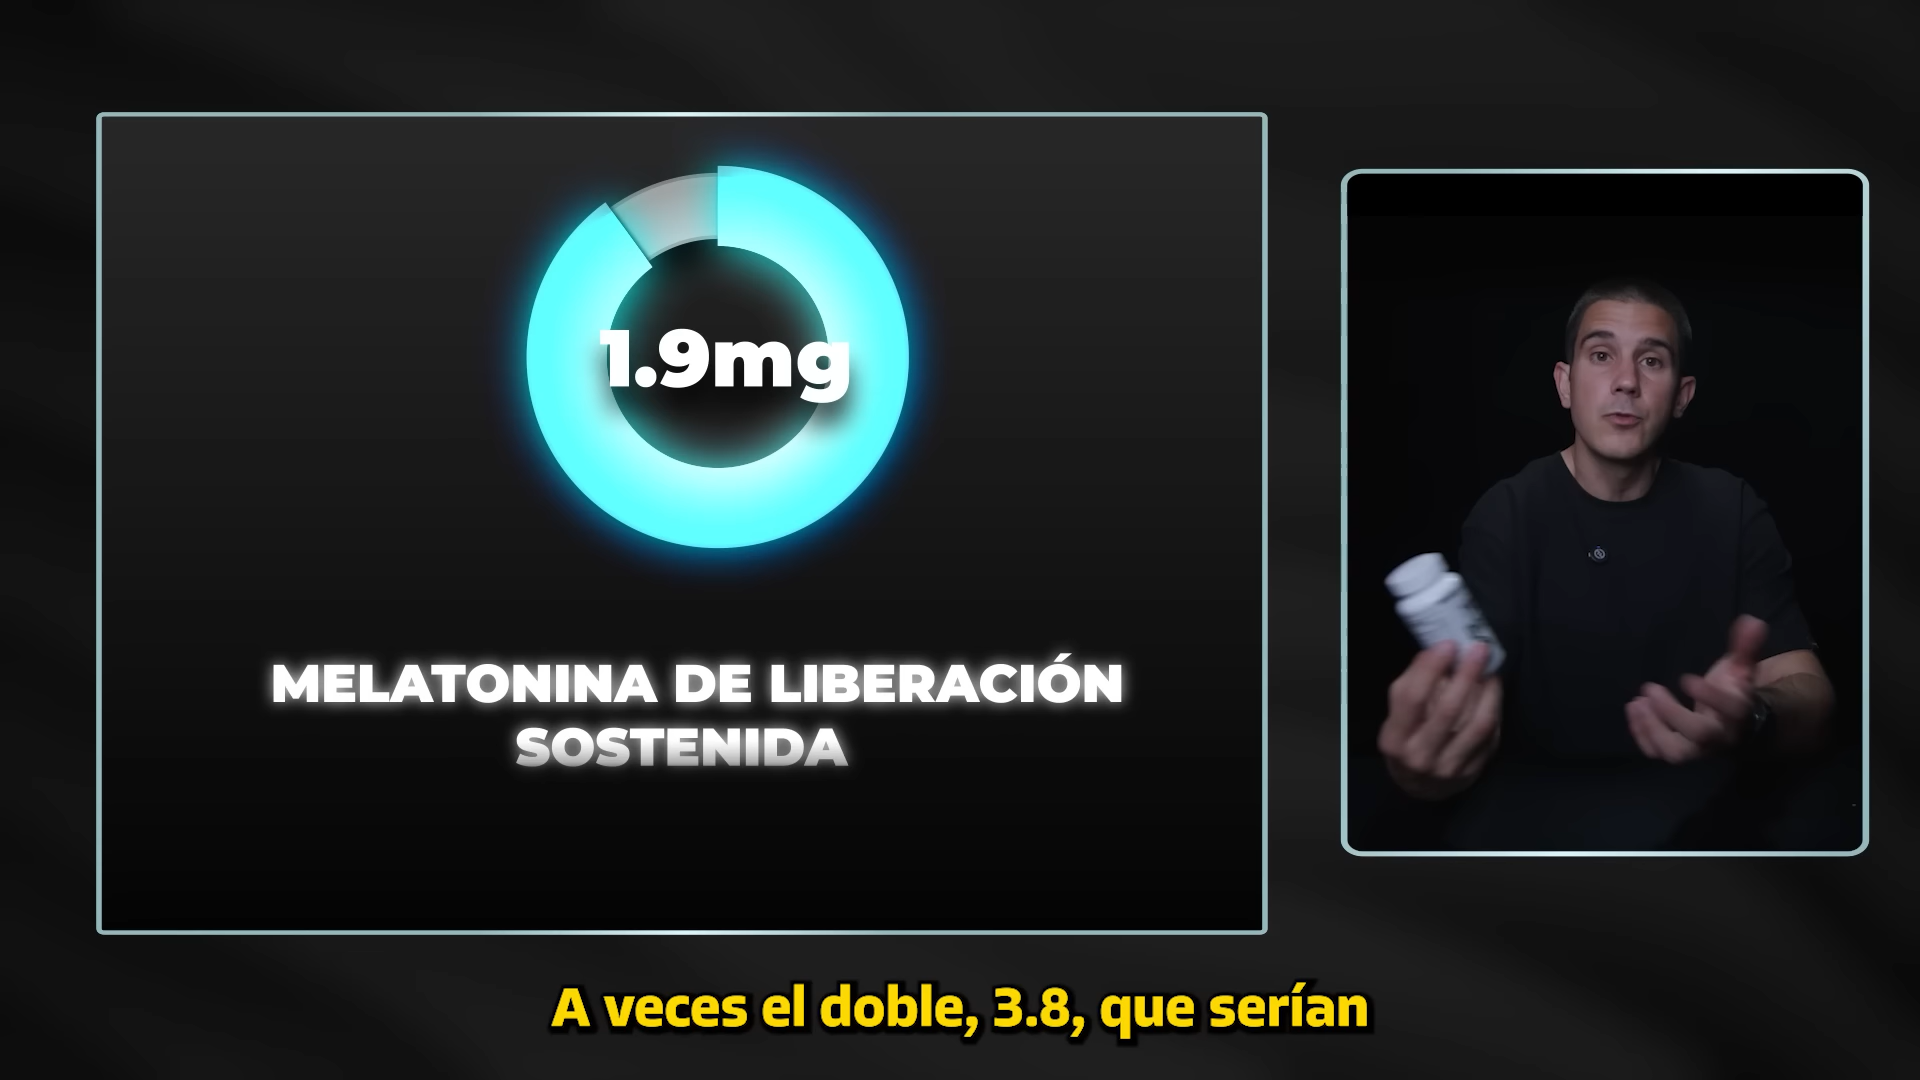 1.9mg
MELATONINA DE LIBERACIÓN
SOSTENIDA
A veces el doble, 3.8, que serían